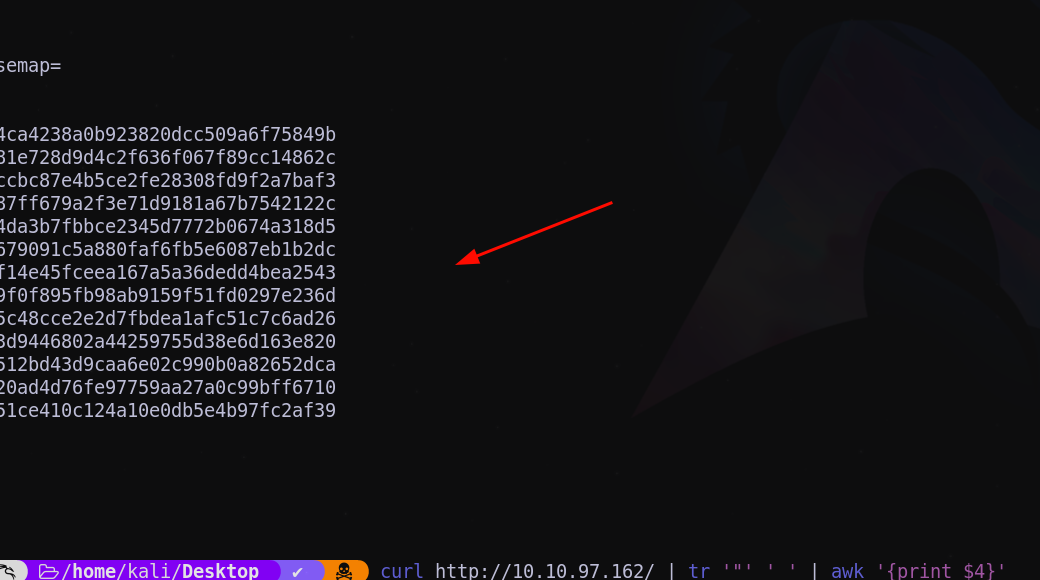 semap=
4ca4238a0b923820dcc509a6f75849b
81e728d9d4c2f636f067f89cc14862c
ccbc87e4b5ce2fe28308fd9f2a7baf3
87ff679a2f3e71d9181a67b7542122c
4da3b7fbbce2345d7772b0674a318d5
679091c5a880faf6fb5e6087eb1b2dc
f14e45fceea167a5a36dedd4bea2543
9f0f895fb98ab9159f51fd0297e236d
5c48cce2e2d7fbdea1afc51c7c6ad26
3d9446802a44259755d38e6d163e820
512bd43d9caa6e02c990b0a82652dca
20ad4d76fe97759aa27a0c99bff6710
51ce410c124a10e0db5e4b97fc2af39
/home/kali/Desktop ✔ curl http://10.10.97.162/ | tr '"' ' ' | awk '{print $4}'